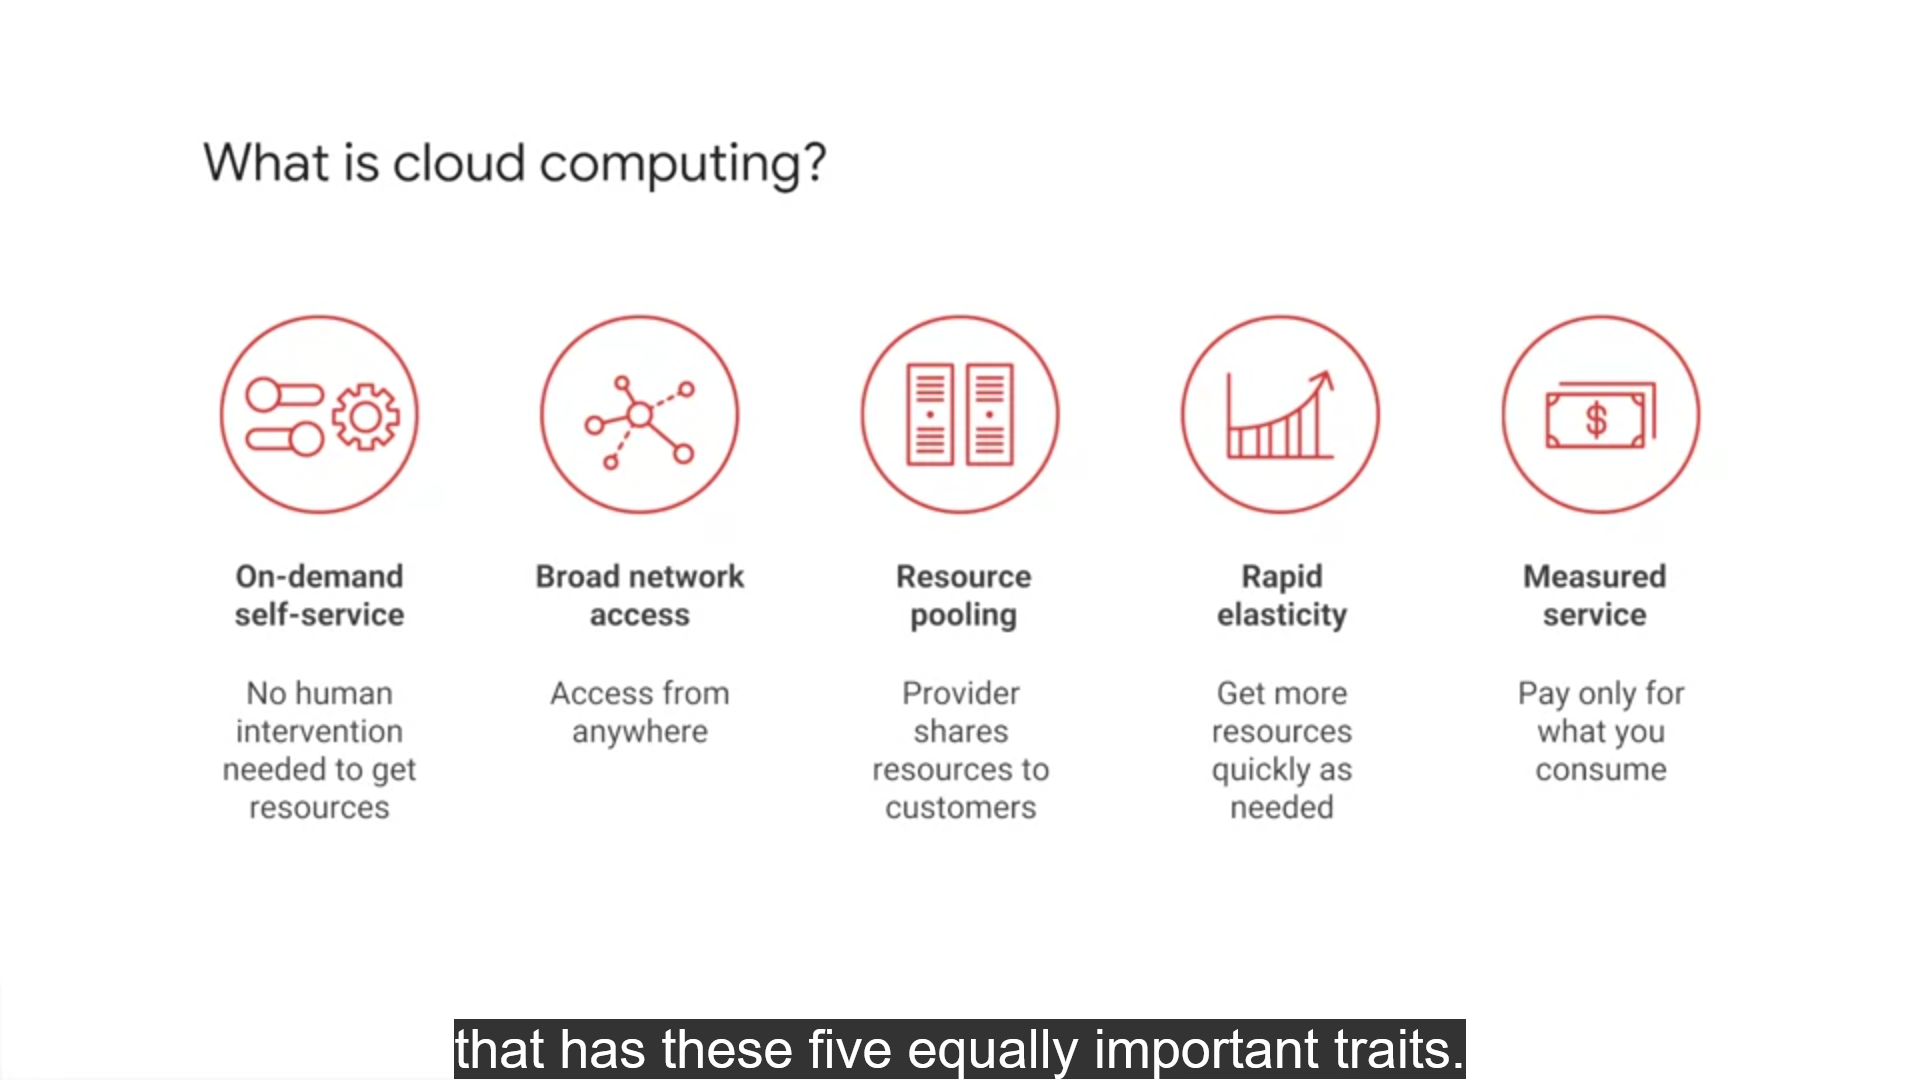 What is cloud computing?
On-demand
self-service
No human
intervention
needed to get
resources
Broad network
access
Access from
anywhere
Resource
pooling
Provider
shares
resources to
customers
Rapid
elasticity
Get more
resources
quickly as
needed
$
Measured
service
Pay only for
what you
consume
that has these five equally important traits.